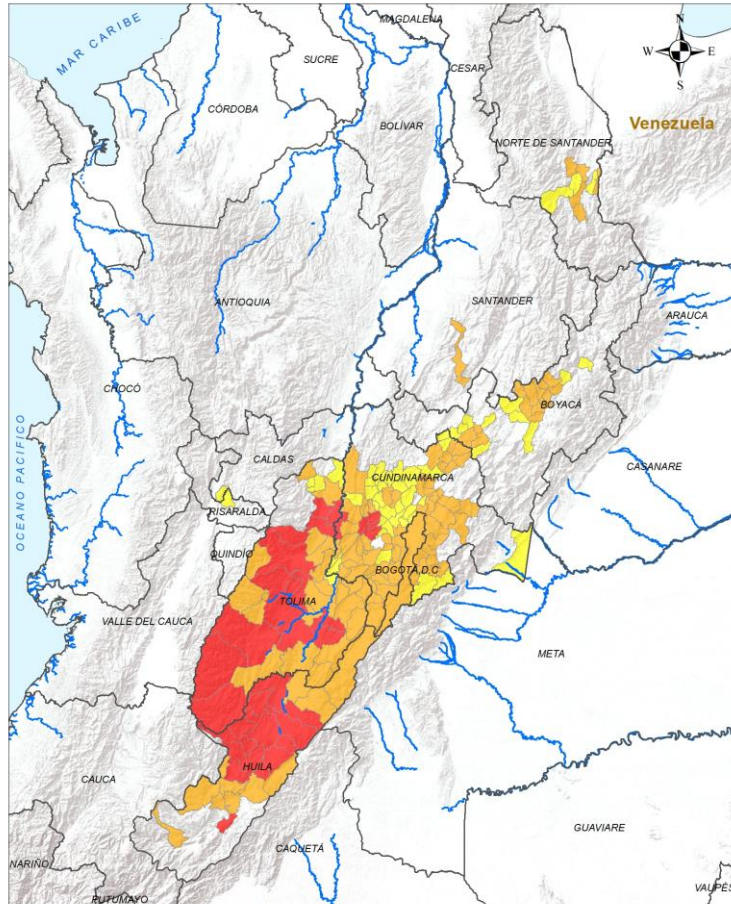 MAGDALENA
N
MAR CARIBE
SUCRE
W E
CESAR
S
CÓRDOBA
BOLÍVAR
Venezuela
NORTE DE SANTANDER
ANTIOQUIA
SANTANDER
ARAUCA
CHOCÓ
BOYACÁ
CALDAS
CUNDINAMARCA
CASANARE
OCEANO PACIFICO
RISARALDA
QUINDÍO
BOGOTÁ, D.C
TOLIMA
VALLE DEL CAUCA
META
HUILA
CAUCA
GUAVIARE
CAQUETÁ
NARIÑO
PUTUMAYO
VAUPÉS